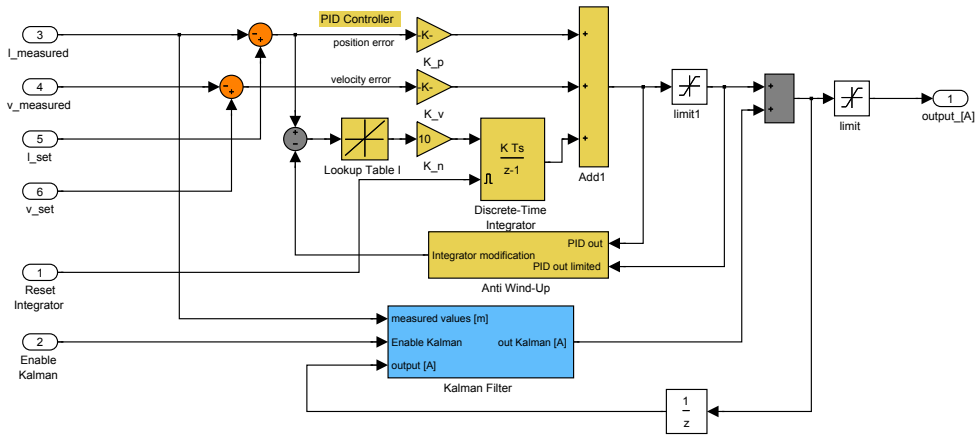 PID Controller
3
l_measured
position error
-K-
K_p
4
v_measured
velocity error
-K-
K_v
5
l_set
6
v_set
Lookup Table I
10
K_n
K Ts
z-1
Discrete-Time
Integrator
Add1
limit1
limit
1
output_[A]
PID out
Integrator modification
PID out limited
Anti Wind-Up
1
Reset
Integrator
2
Enable
Kalman
measured values [m]
Enable Kalman
out Kalman [A]
output [A]
Kalman Filter
1
z